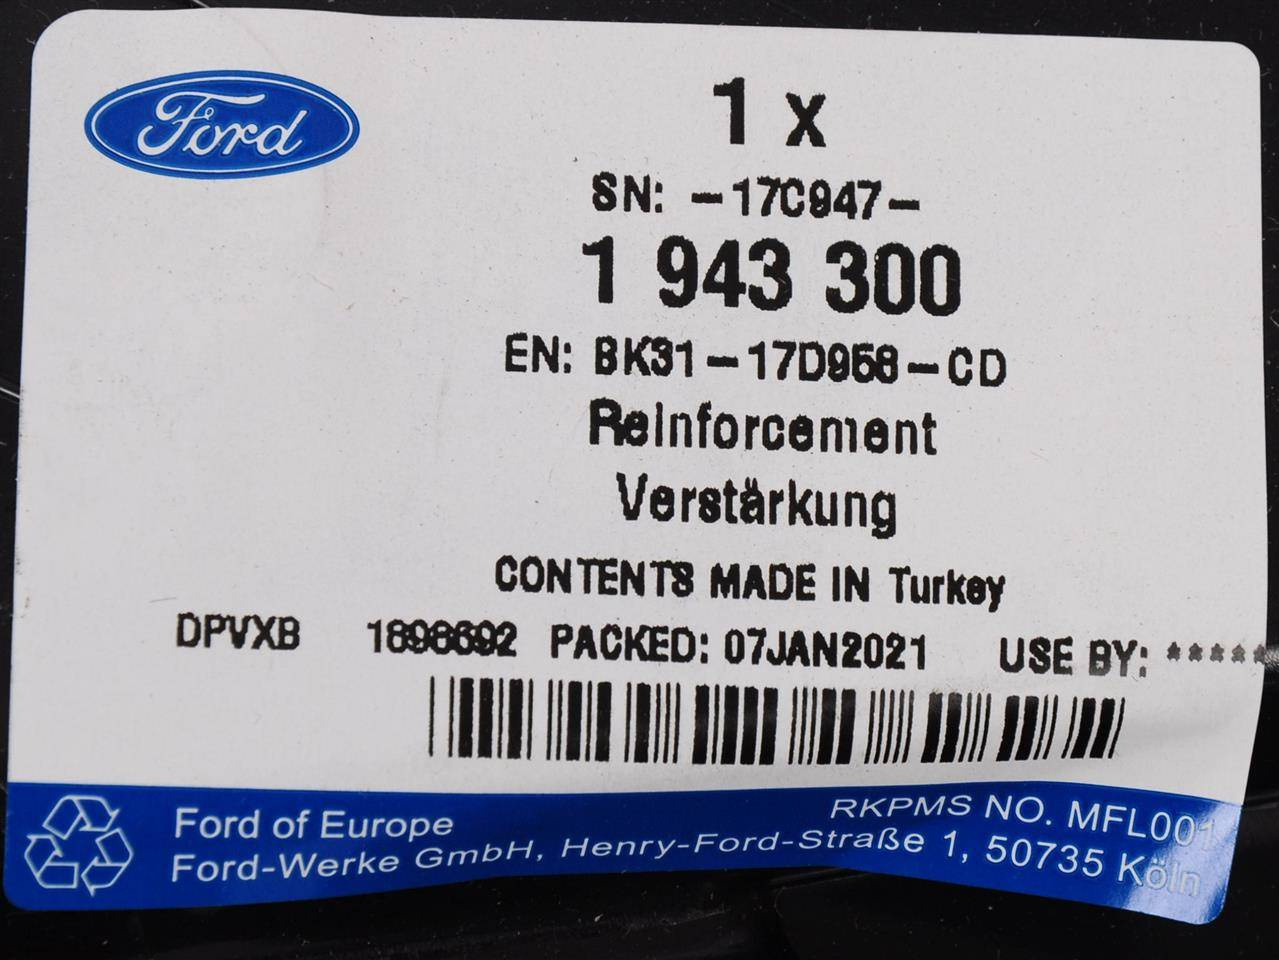 Ford
1 x
SN: -17C947-
1 943 300
EN: BK31-17D958-CD
Reinforcement
Verstärkung
CONTENTS MADE IN Turkey
DPVXB 1898692 PACKED: 07JAN2021 USE BY: *****
Ford of Europe RKPMS NO. MFL001
Ford-Werke GmbH, Henry-Ford-Straße 1, 50735 Köln